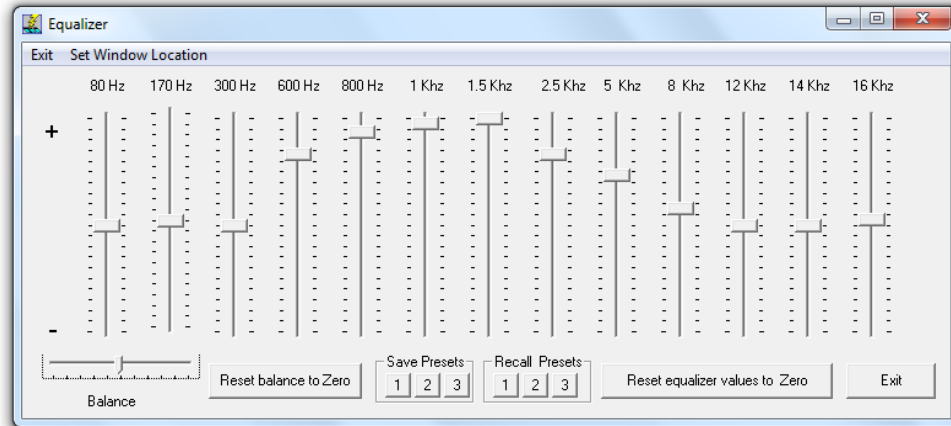 Equalizer
Exit Set Window Location
80 Hz 170 Hz 300 Hz 600 Hz 800 Hz 1 Khz 1.5 Khz 2.5 Khz 5 Khz 8 Khz 12 Khz 14 Khz 16 Khz
+
-
Save Presets Recall Presets
Reset balance to Zero 1 2 3 1 2 3 Reset equalizer values to Zero Exit
Balance